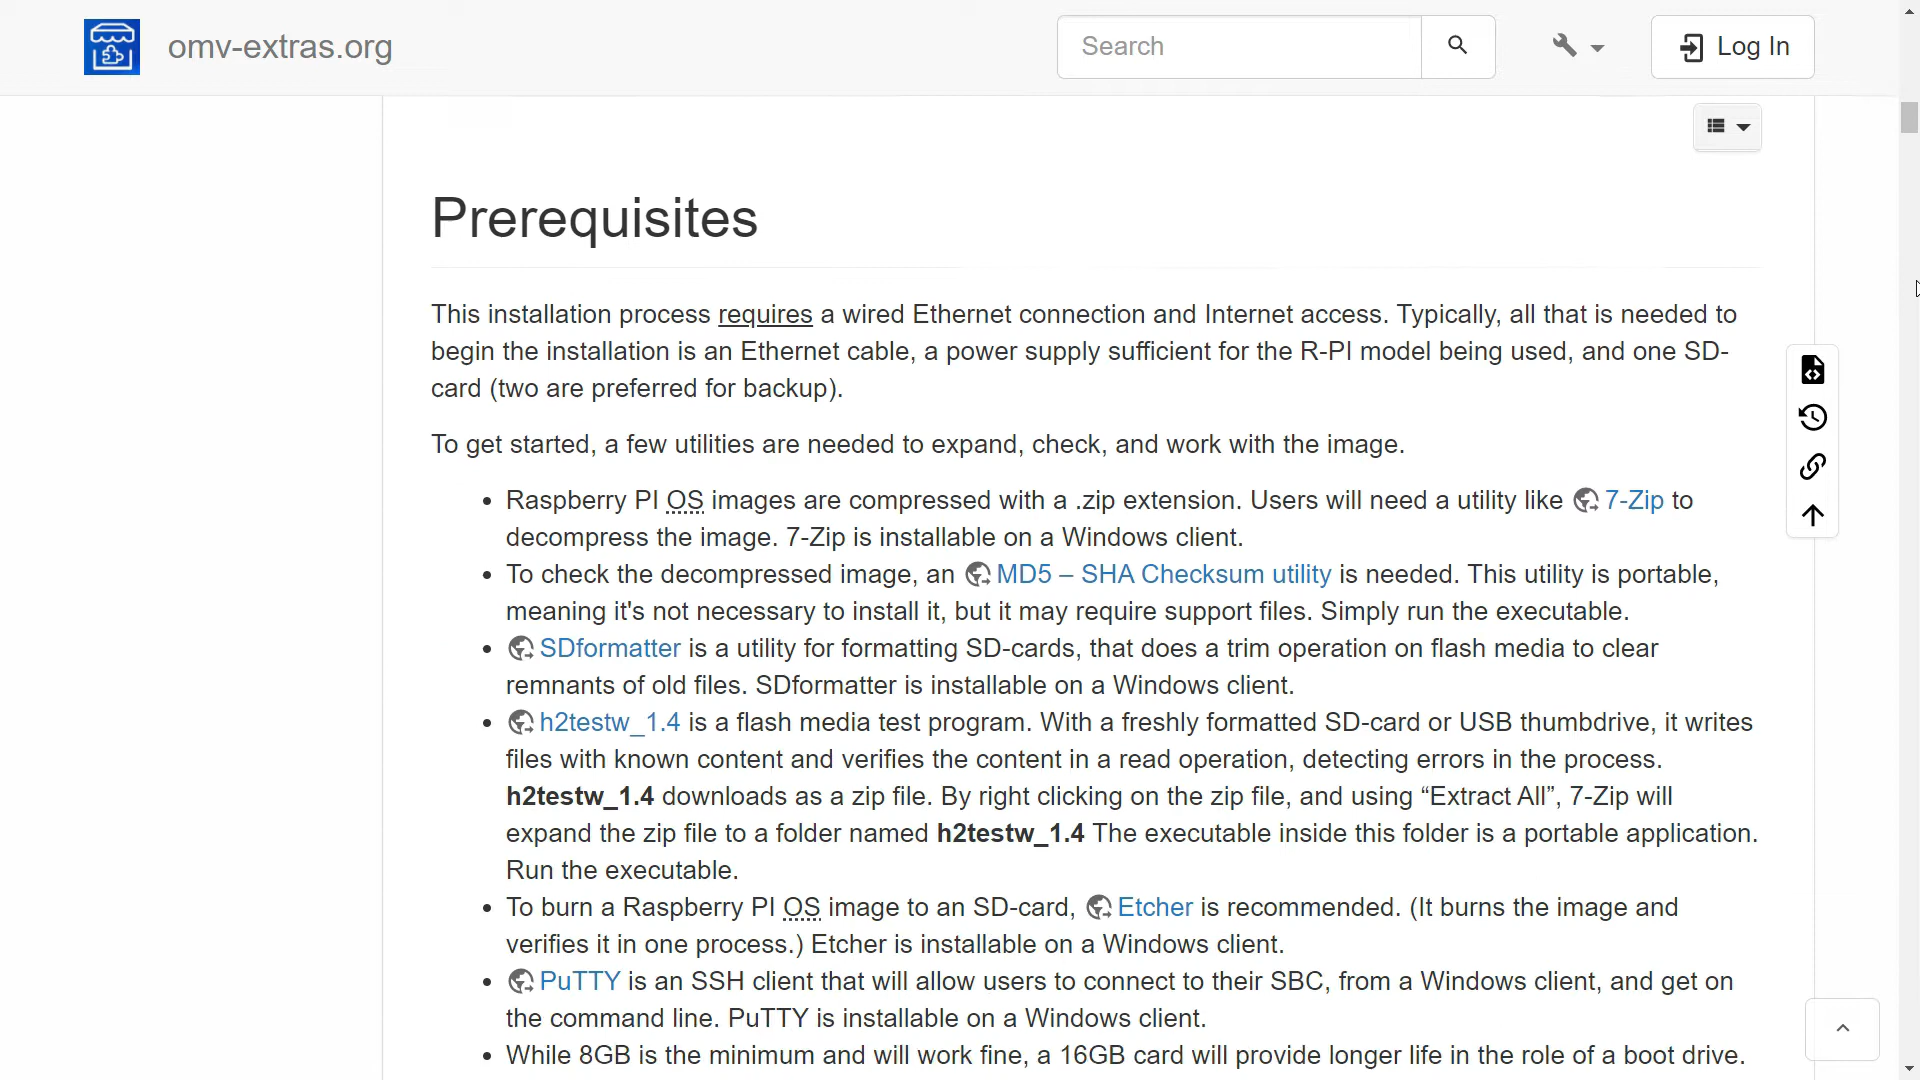 omv-extras.org
Search
Log In
Prerequisites
This installation process requires a wired Ethernet connection and Internet access. Typically, all that is needed to
begin the installation is an Ethernet cable, a power supply sufficient for the R-PI model being used, and one SD-
card (two are preferred for backup).
To get started, a few utilities are needed to expand, check, and work with the image.
• Raspberry PI OS images are compressed with a .zip extension. Users will need a utility like 7-Zip to
decompress the image. 7-Zip is installable on a Windows client.
• To check the decompressed image, an MD5 – SHA Checksum utility is needed. This utility is portable,
meaning it's not necessary to install it, but it may require support files. Simply run the executable.
• SDformatter is a utility for formatting SD-cards, that does a trim operation on flash media to clear
remnants of old files. SDformatter is installable on a Windows client.
• h2testw_1.4 is a flash media test program. With a freshly formatted SD-card or USB thumbdrive, it writes
files with known content and verifies the content in a read operation, detecting errors in the process.
h2testw_1.4 downloads as a zip file. By right clicking on the zip file, and using “Extract All”, 7-Zip will
expand the zip file to a folder named h2testw_1.4 The executable inside this folder is a portable application.
Run the executable.
• To burn a Raspberry PI OS image to an SD-card, Etcher is recommended. (It burns the image and
verifies it in one process.) Etcher is installable on a Windows client.
• PuTTY is an SSH client that will allow users to connect to their SBC, from a Windows client, and get on
the command line. PuTTY is installable on a Windows client.
• While 8GB is the minimum and will work fine, a 16GB card will provide longer life in the role of a boot drive.